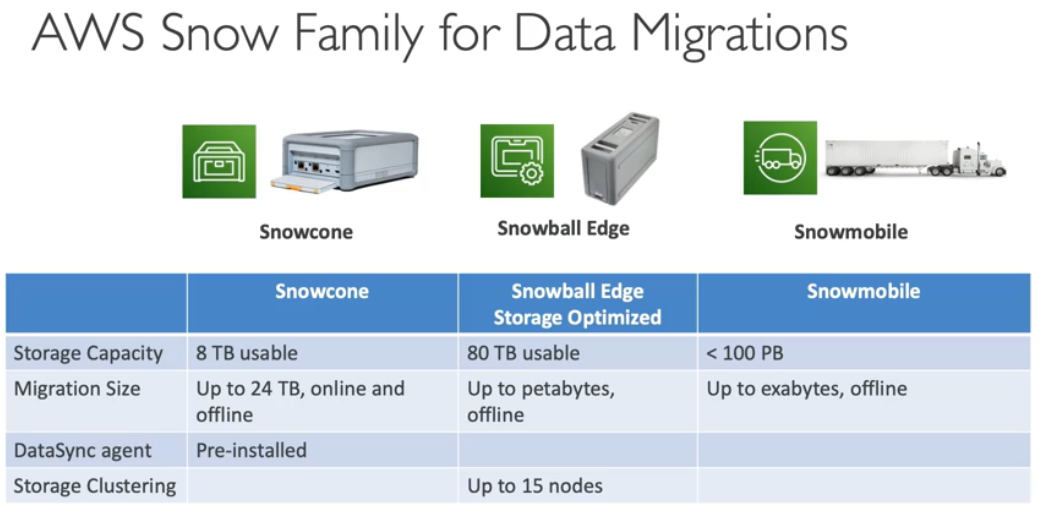 AWS Snow Family for Data Migrations
Snowcone
Snowball Edge
Snowmobile
Snowcone
Snowball Edge
Storage Optimized
Snowmobile
Storage Capacity
8 TB usable
80 TB usable
< 100 PB
Migration Size
Up to 24 TB, online and
offline
Up to petabytes,
offline
Up to exabytes, offline
DataSync agent
Pre-installed
Storage Clustering
Up to 15 nodes